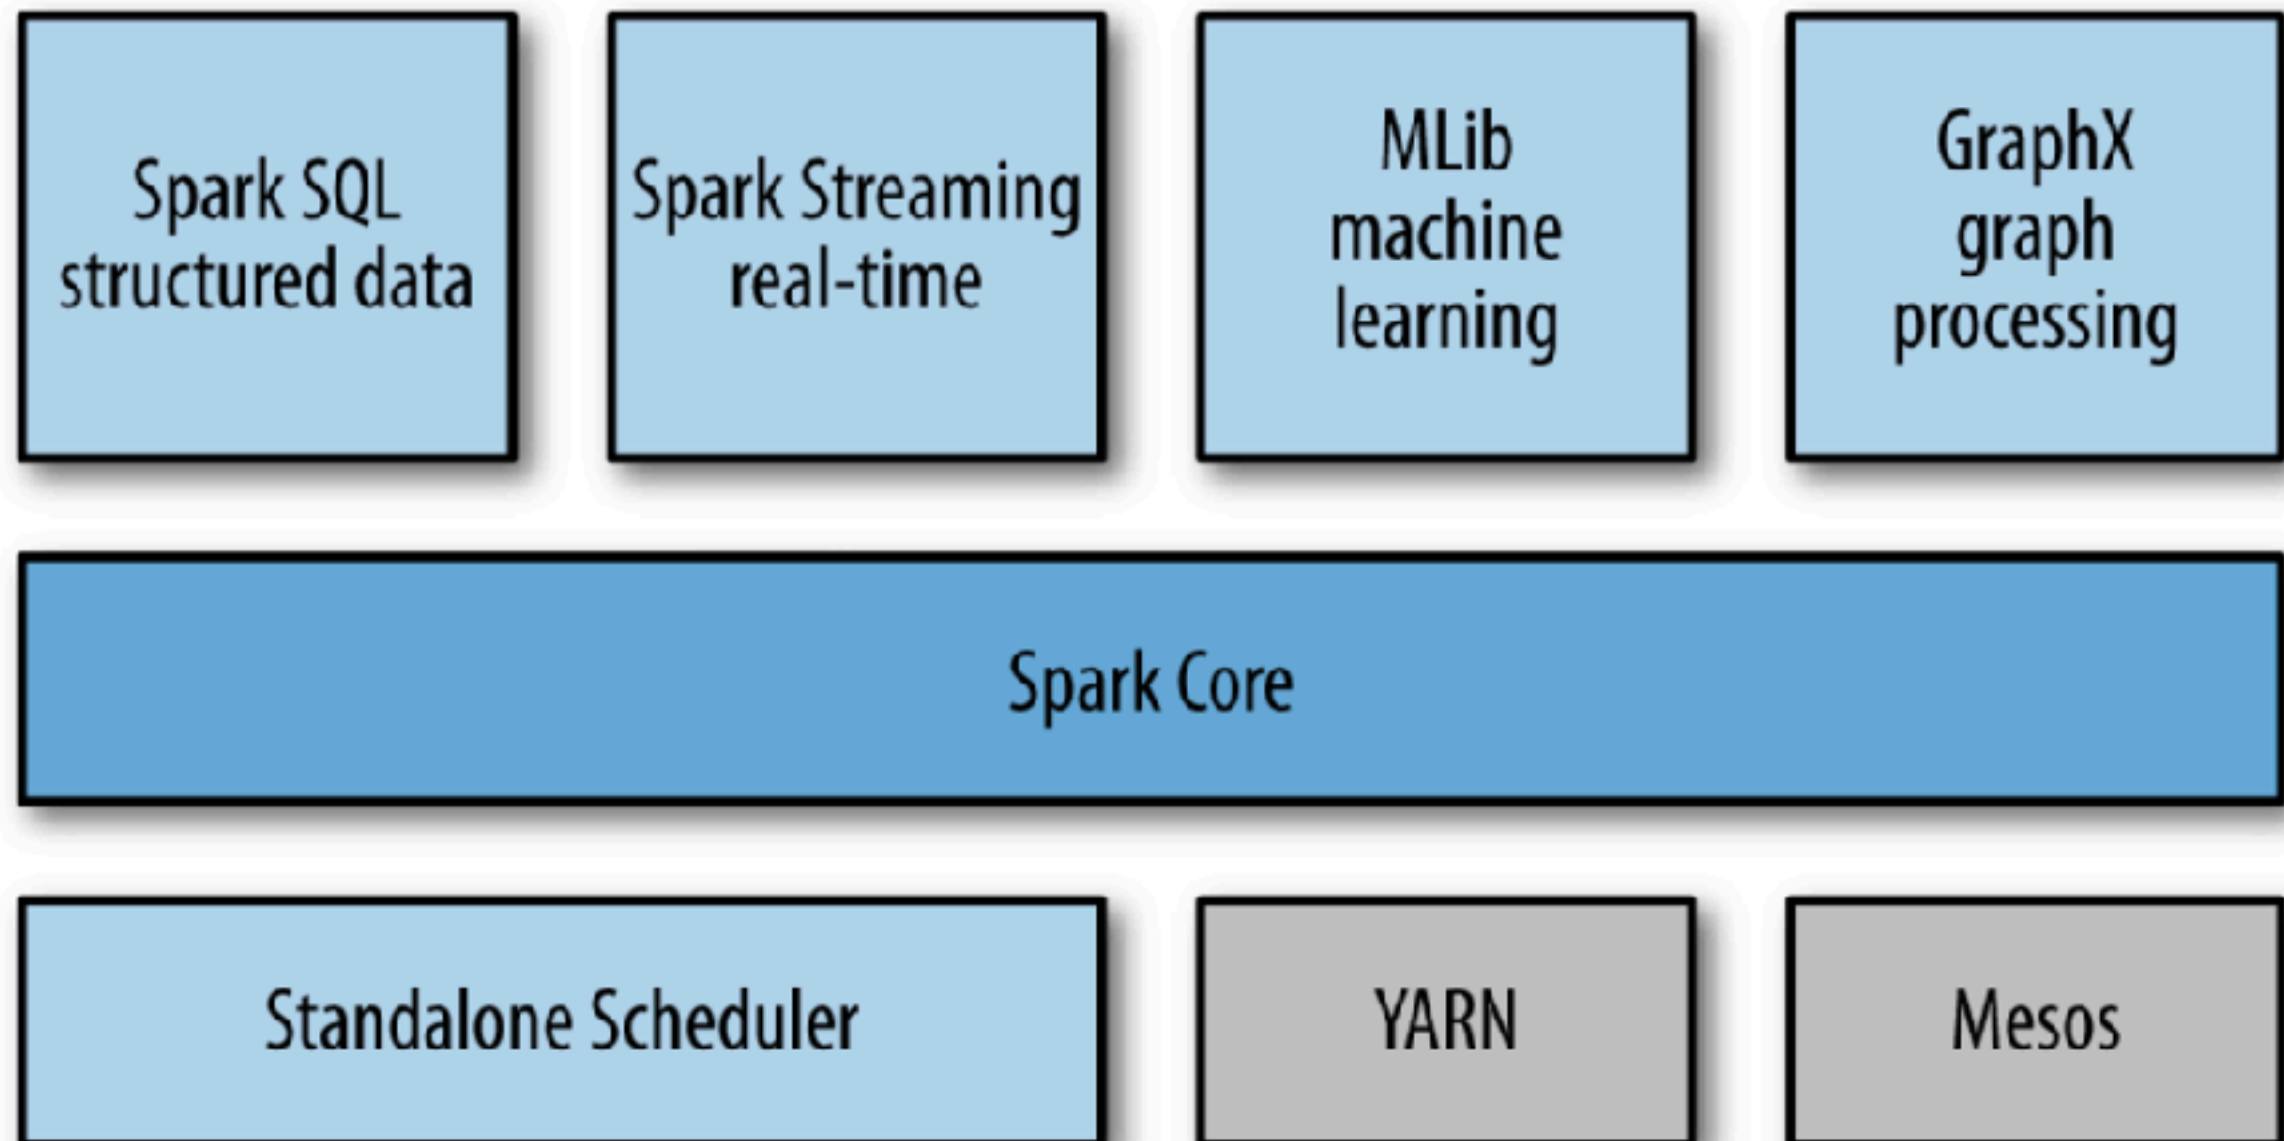 Spark SQL
structured data
Spark Streaming
real-time
MLib
machine
learning
GraphX
graph
processing
Spark Core
Standalone Scheduler
YARN
Mesos